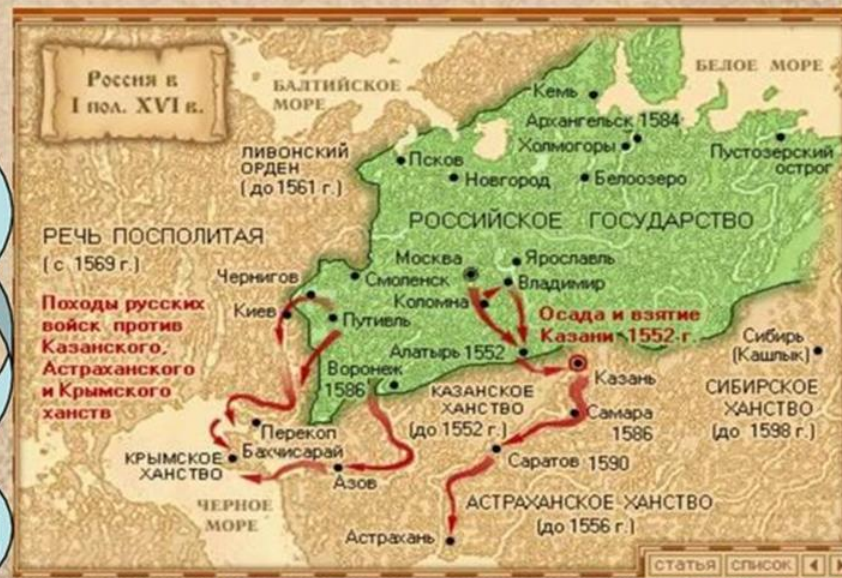 Россия в
I пол. XVI в.
БАЛТИЙСКОЕ
МОРЕ
БЕЛОЕ МОРЕ
Кемь
Архангельск 1584
Холмогоры
Пустозерский
острог
ЛИВОНСКИЙ
ОРДЕН
(до 1561 г.)
Псков
Новгород
Белоозеро
РОССИЙСКОЕ ГОСУДАРСТВО
РЕЧЬ ПОСПОЛИТАЯ
(с 1569 г.)
Москва
Ярославль
Чернигов
Смоленск
Владимир
Коломна
Киев
Путивль
Походы русских
войск против
Казанского,
Астраханского
и Крымского
ханств
Осада и взятие
Казани 1552 г.
Алатырь 1552
Сибирь
(Кашлык)
Воронеж
1586
Казань
КАЗАНСКОЕ
ХАНСТВО
(до 1552 г.)
СИБИРСКОЕ
ХАНСТВО
(до 1598 г.)
Самара
1586
Перекоп
Бахчисарай
КРЫМСКОЕ
ХАНСТВО
Азов
Саратов 1590
ЧЕРНОЕ
МОРЕ
АСТРАХАНСКОЕ ХАНСТВО
(до 1556 г.)
Астрахань
статья список